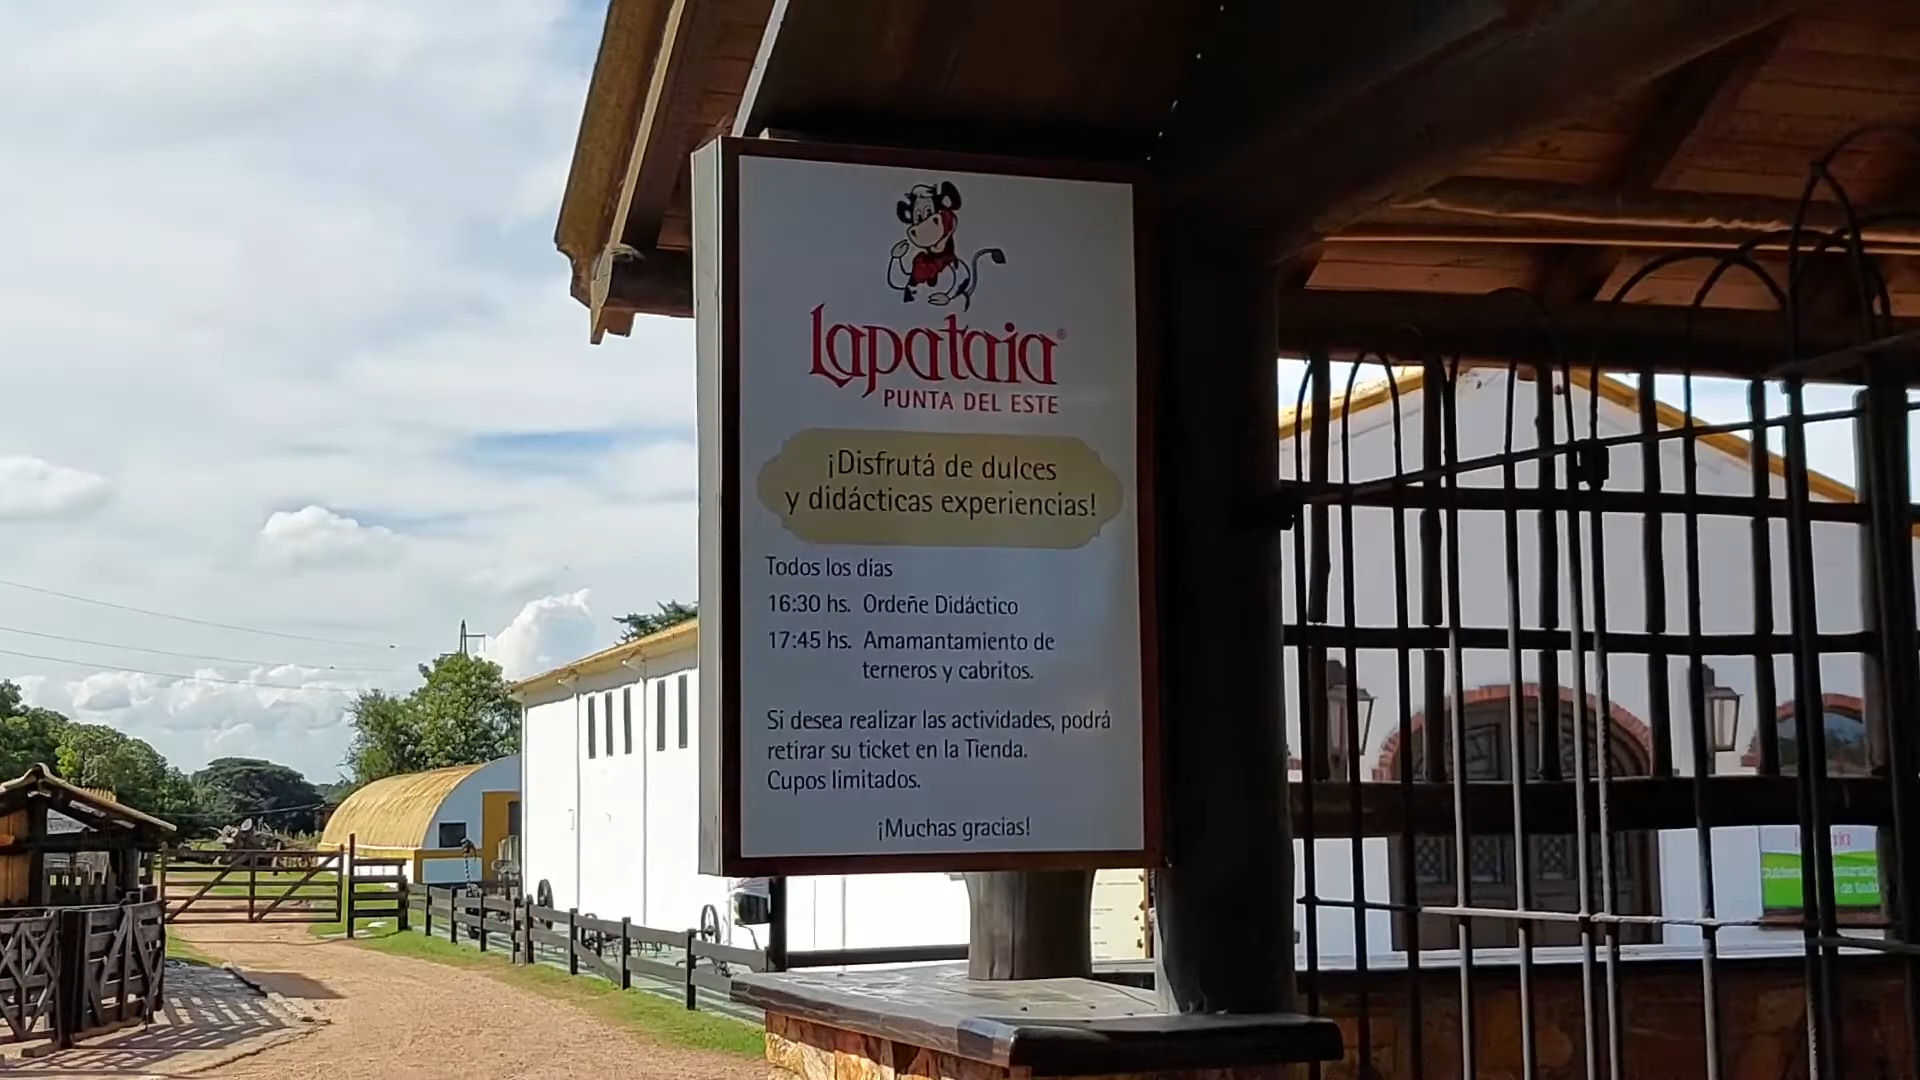 Lapataia®
PUNTA DEL ESTE
¡Disfrutá de dulces
y didácticas experiencias!
Todos los días
16:30 hs. Ordeñe Didáctico
17:45 hs. Amamantamiento de
terneros y cabritos.
Si desea realizar las actividades, podrá
retirar su ticket en la Tienda.
Cupos limitados.
¡Muchas gracias!